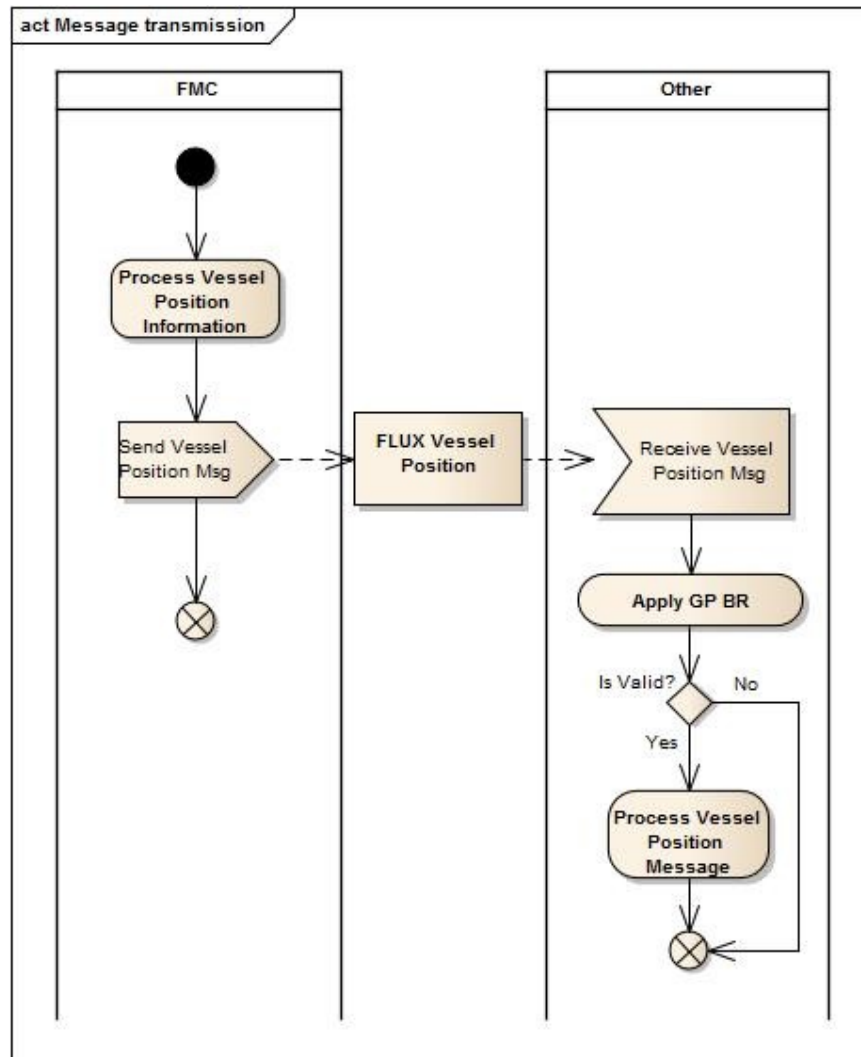 act Message transmission
FMC
Other
Process Vessel
Position
Information
Send Vessel
Position Msg
FLUX Vessel
Position
Receive Vessel
Position Msg
Apply GP BR
Is Valid?
No
Yes
Process Vessel
Position
Message